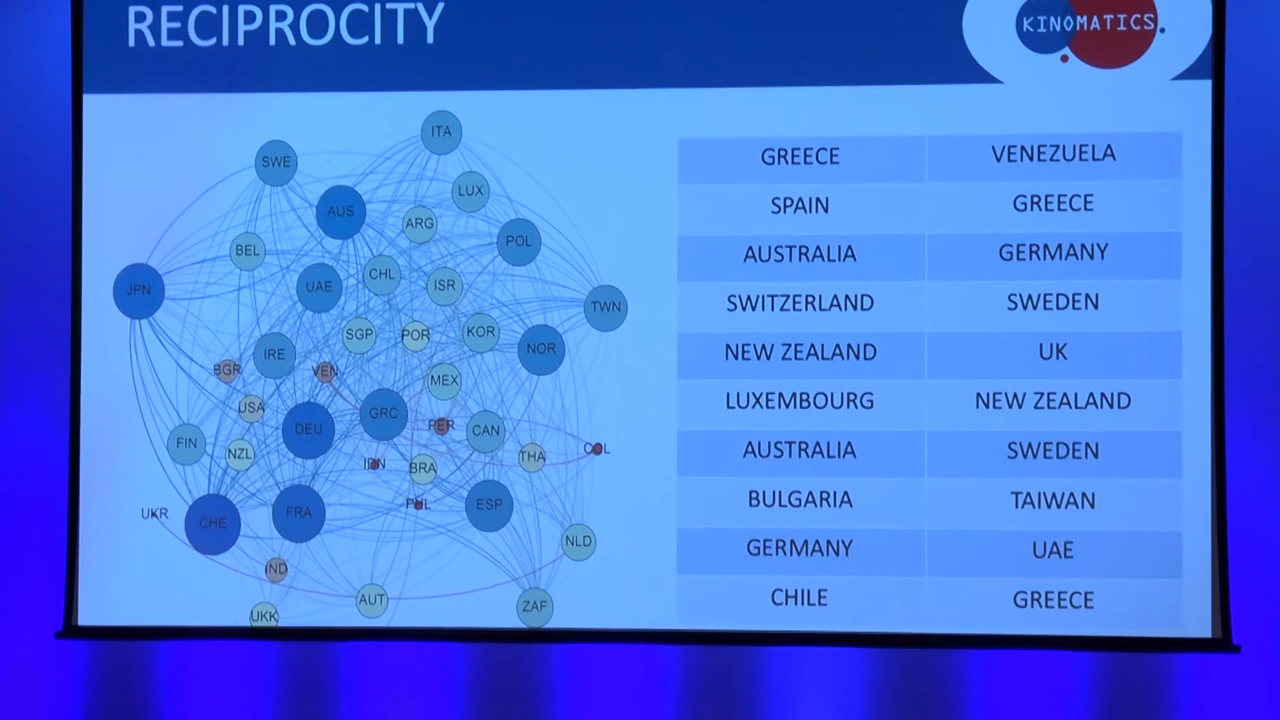 RECIPROCITY
KINOMATICS
ITA
SWE
LUX
AUS
ARG
POL
BEL
CHL
UAE
ISR
JPN
TWN
SGP
POR
KOR
NOR
IRE
BGR
VEN
MEX
USA
GRC
PER
CAN
DEU
FIN
NZL
IDN
BRA
THA
COL
UKR
CHE
FRA
PHL
ESP
NLD
IND
AUT
UKK
ZAF
GREECE VENEZUELA
SPAIN GREECE
AUSTRALIA GERMANY
SWITZERLAND SWEDEN
NEW ZEALAND UK
LUXEMBOURG NEW ZEALAND
AUSTRALIA SWEDEN
BULGARIA TAIWAN
GERMANY UAE
CHILE GREECE